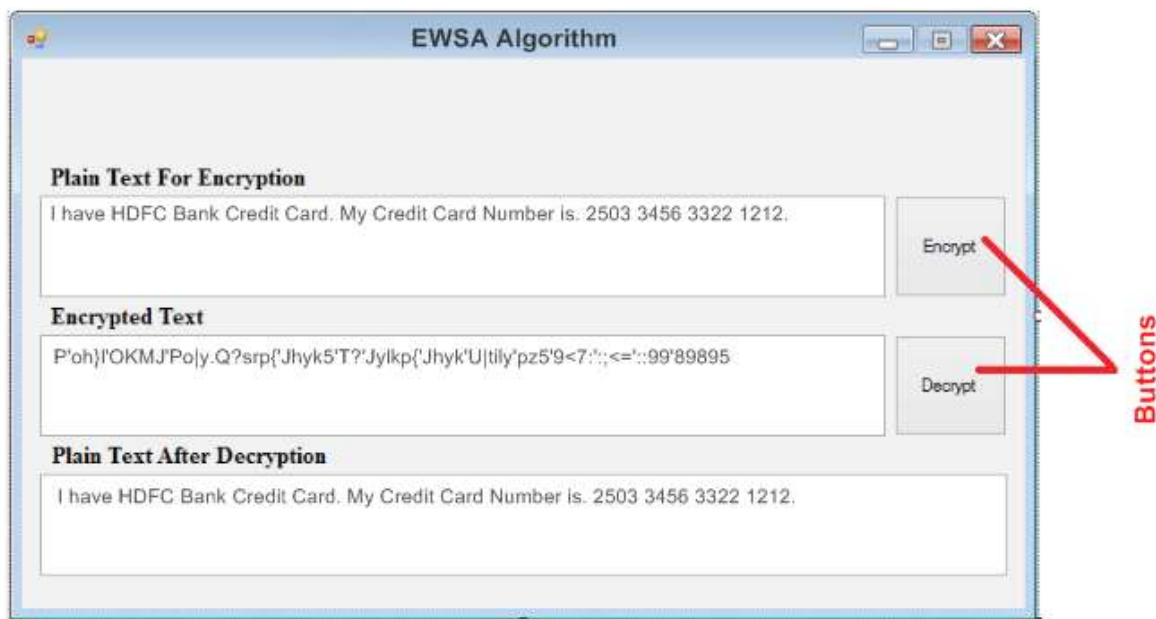 EWSA Algorithm
Plain Text For Encryption
I have HDFC Bank Credit Card. My Credit Card Number is. 2503 3456 3322 1212.
Encrypt
Encrypted Text
P'oh}l'OKMJ'Po|y.Q?srp{'Jhyk5'T?'Jylkp{'Jhyk'U|tily'pz5'9<7:':;<='::99'89895
Decrypt
Buttons
Plain Text After Decryption
I have HDFC Bank Credit Card. My Credit Card Number is. 2503 3456 3322 1212.